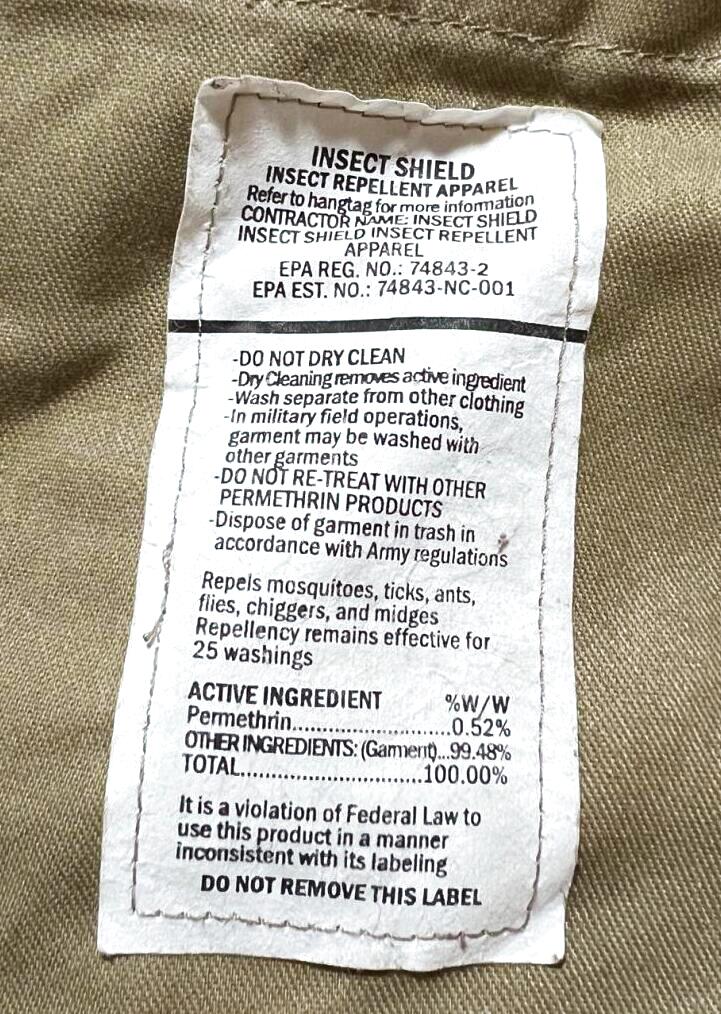 INSECT SHIELD
INSECT REPELLENT APPAREL
Refer to hangtag for more information
CONTRACTOR NAME: INSECT SHIELD
INSECT SHIELD INSECT REPELLENT
APPAREL
EPA REG. NO.: 74843-2
EPA EST. NO.: 74843-NC-001
-DO NOT DRY CLEAN
-Dry Cleaning removes active ingredient
-Wash separate from other clothing
-In military field operations,
garment may be washed with
other garments
-DO NOT RE-TREAT WITH OTHER
PERMETHRIN PRODUCTS
-Dispose of garment in trash in
accordance with Army regulations
Repels mosquitoes, ticks, ants,
flies, chiggers, and midges
Repellency remains effective for
25 washings
ACTIVE INGREDIENT %W/W
Permethrin..............................0.52%
OTHER INGREDIENTS: (Garment)...99.48%
TOTAL..................................100.00%
It is a violation of Federal Law to
use this product in a manner
inconsistent with its labeling
DO NOT REMOVE THIS LABEL